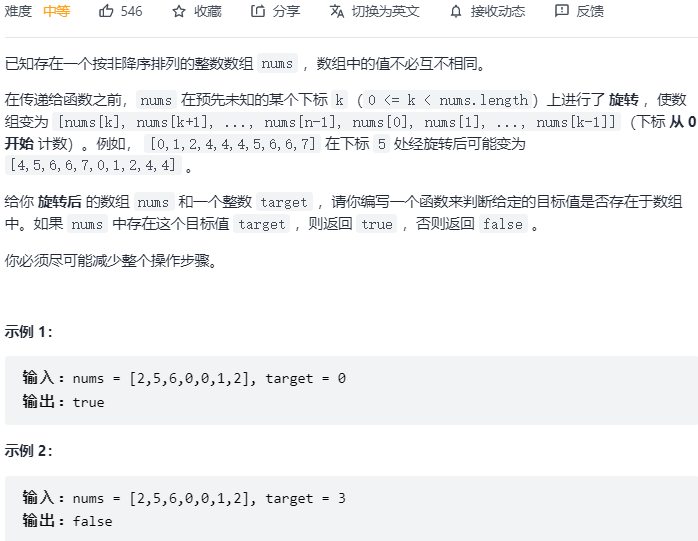 难度 中等 546 收藏 分享 切换为英文 接收动态 反馈
已知存在一个按非降序排列的整数数组 nums ，数组中的值不必互不相同。
在传递给函数之前，nums 在预先未知的某个下标 k（0 <= k < nums.length）上进行了 旋转 ，使数
组变为 [nums[k], nums[k+1], ..., nums[n-1], nums[0], nums[1], ..., nums[k-1]]（下标 从 0
开始 计数）。例如， [0,1,2,4,4,4,5,6,6,7] 在下标 5 处经旋转后可能变为
[4,5,6,6,7,0,1,2,4,4] 。
给你 旋转后 的数组 nums 和一个整数 target ，请你编写一个函数来判断给定的目标值是否存在于数组
中。如果 nums 中存在这个目标值 target ，则返回 true ，否则返回 false 。
你必须尽可能减少整个操作步骤。
示例 1：
输入：nums = [2,5,6,0,0,1,2], target = 0
输出：true
示例 2：
输入：nums = [2,5,6,0,0,1,2], target = 3
输出：false